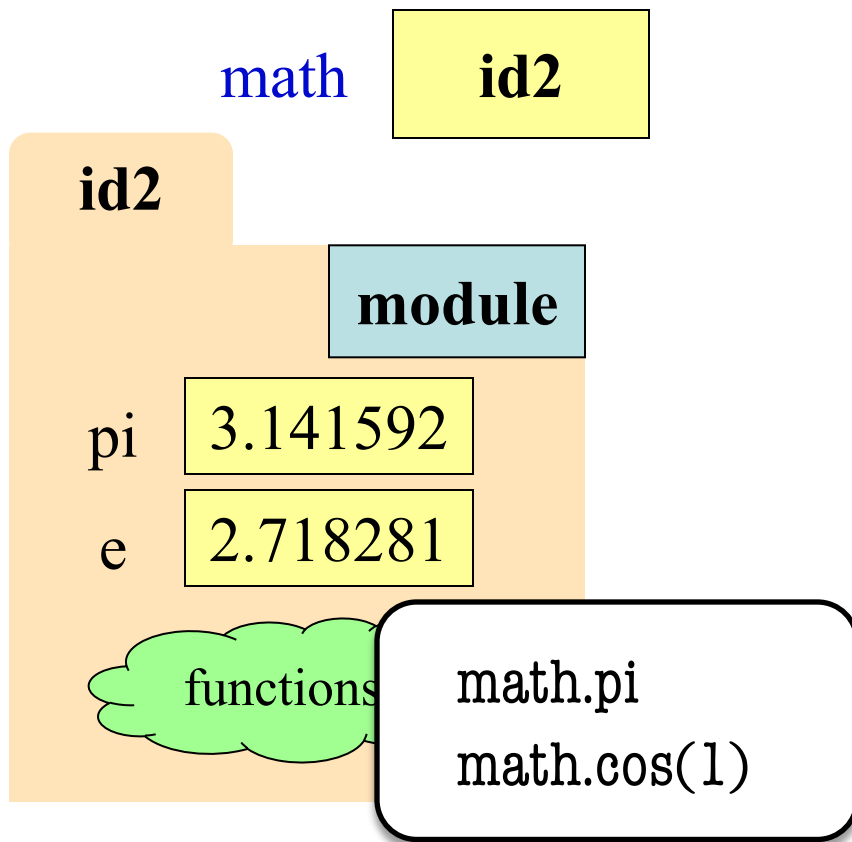 math id2
id2
module
pi 3.141592
e 2.718281
functions
math.pi
math.cos(1)